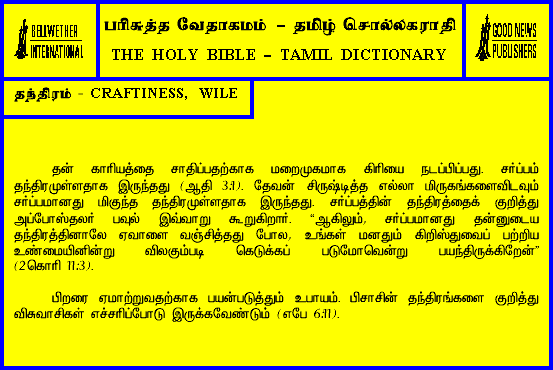 BELLWETHER
INTERNATIONAL
பரிசுத்த வேதாகமம் – தமிழ் சொல்லகராதி
THE HOLY BIBLE – TAMIL DICTIONARY
GOOD NEWS
PUBLISHERS
தந்திரம் - CRAFTINESS, WILE
தன் காரியத்தை சாதிப்பதற்காக மறைமுகமாக கிரியை நடப்பிப்பது. சர்ப்பம்
தந்திரமுள்ளதாக இருந்தது (ஆதி 3:1). தேவன் சிருஷ்டித்த எல்லா மிருகங்களைவிடவும்
சர்ப்பமானது மிகுந்த தந்திரமுள்ளதாக இருந்தது. சர்ப்பத்தின் தந்திரத்தைக் குறித்து
அப்போஸ்தலர் பவுல் இவ்வாறு கூறுகிறார். “ஆகிலும், சர்ப்பமானது தன்னுடைய
தந்திரத்தினாலே ஏவாளை வஞ்சித்தது போல, உங்கள் மனதும் கிறிஸ்துவைப் பற்றிய
உண்மையினின்று விலகும்படி கெடுக்கப் படுமோவென்று பயந்திருக்கிறேன்”
(2கொரி 11:3).
பிறரை ஏமாற்றுவதற்காக பயன்படுத்தும் உபாயம். பிசாசின் தந்திரங்களை குறித்து
விசுவாசிகள் எச்சரிப்போடு இருக்கவேண்டும் (எபே 6:11).